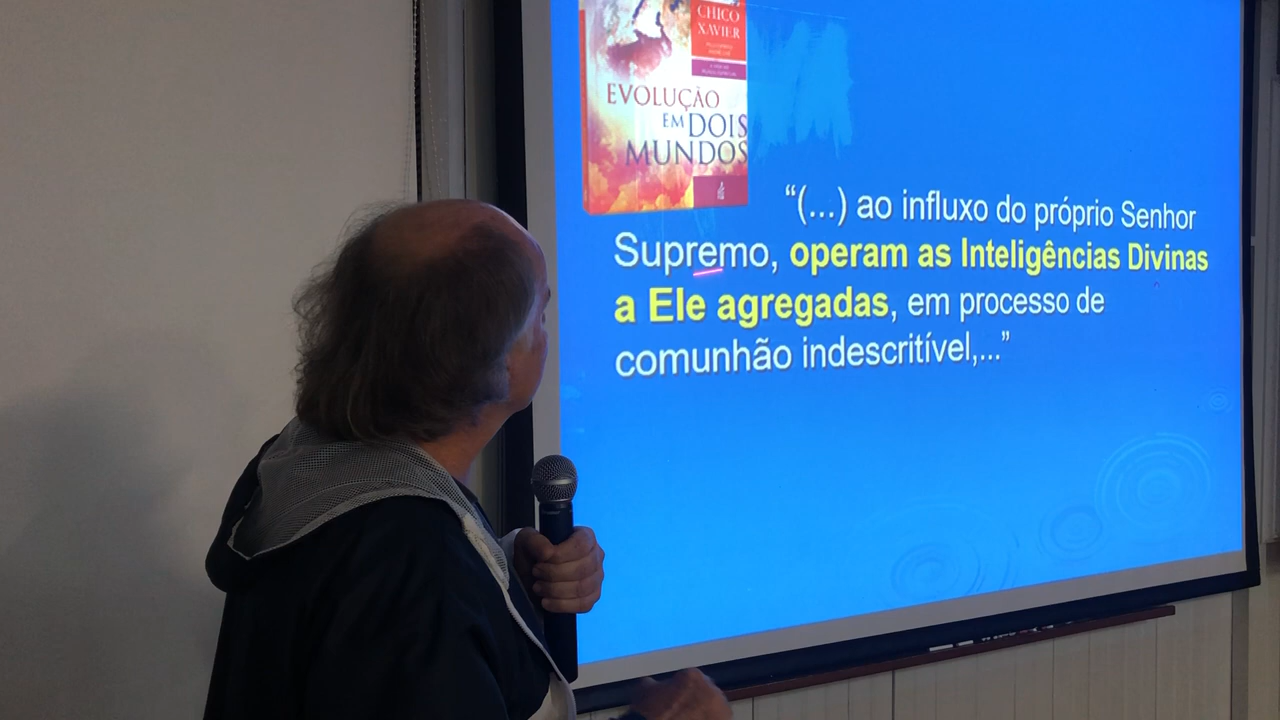 CHICO
XAVIER
EVOLUÇÃO
EM DOIS
MUNDOS
“(...) ao influxo do próprio Senhor
Supremo, operam as Inteligências Divinas
a Ele agregadas, em processo de
comunhão indescritível,...”